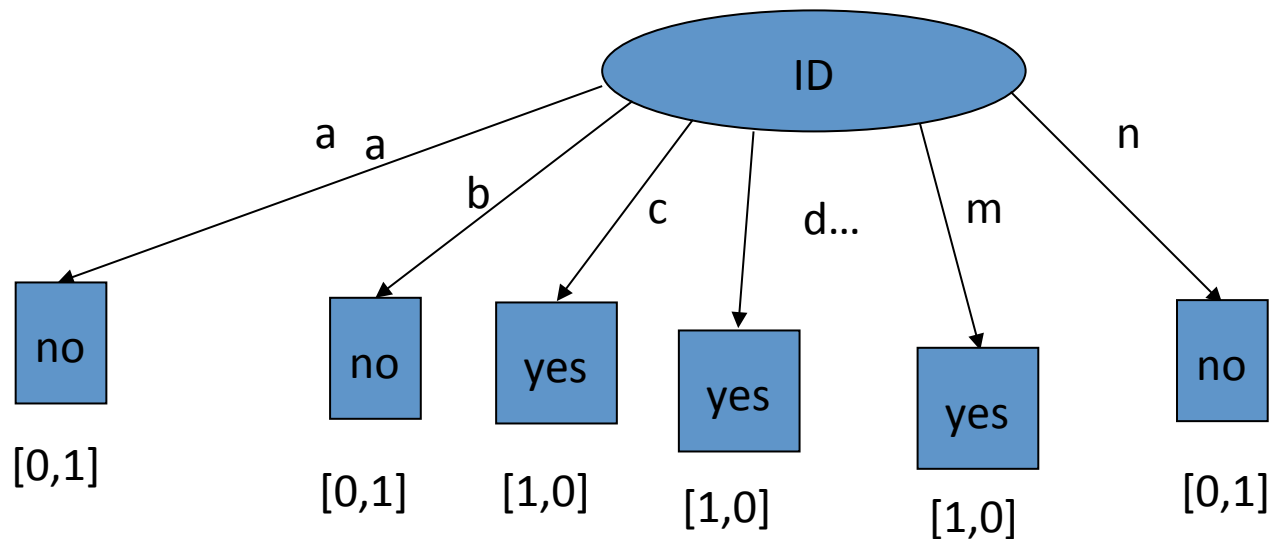 ID
a
a
b
c
d...
m
n
no
no
yes
yes
yes
no
[0,1]
[0,1]
[1,0]
[1,0]
[1,0]
[0,1]